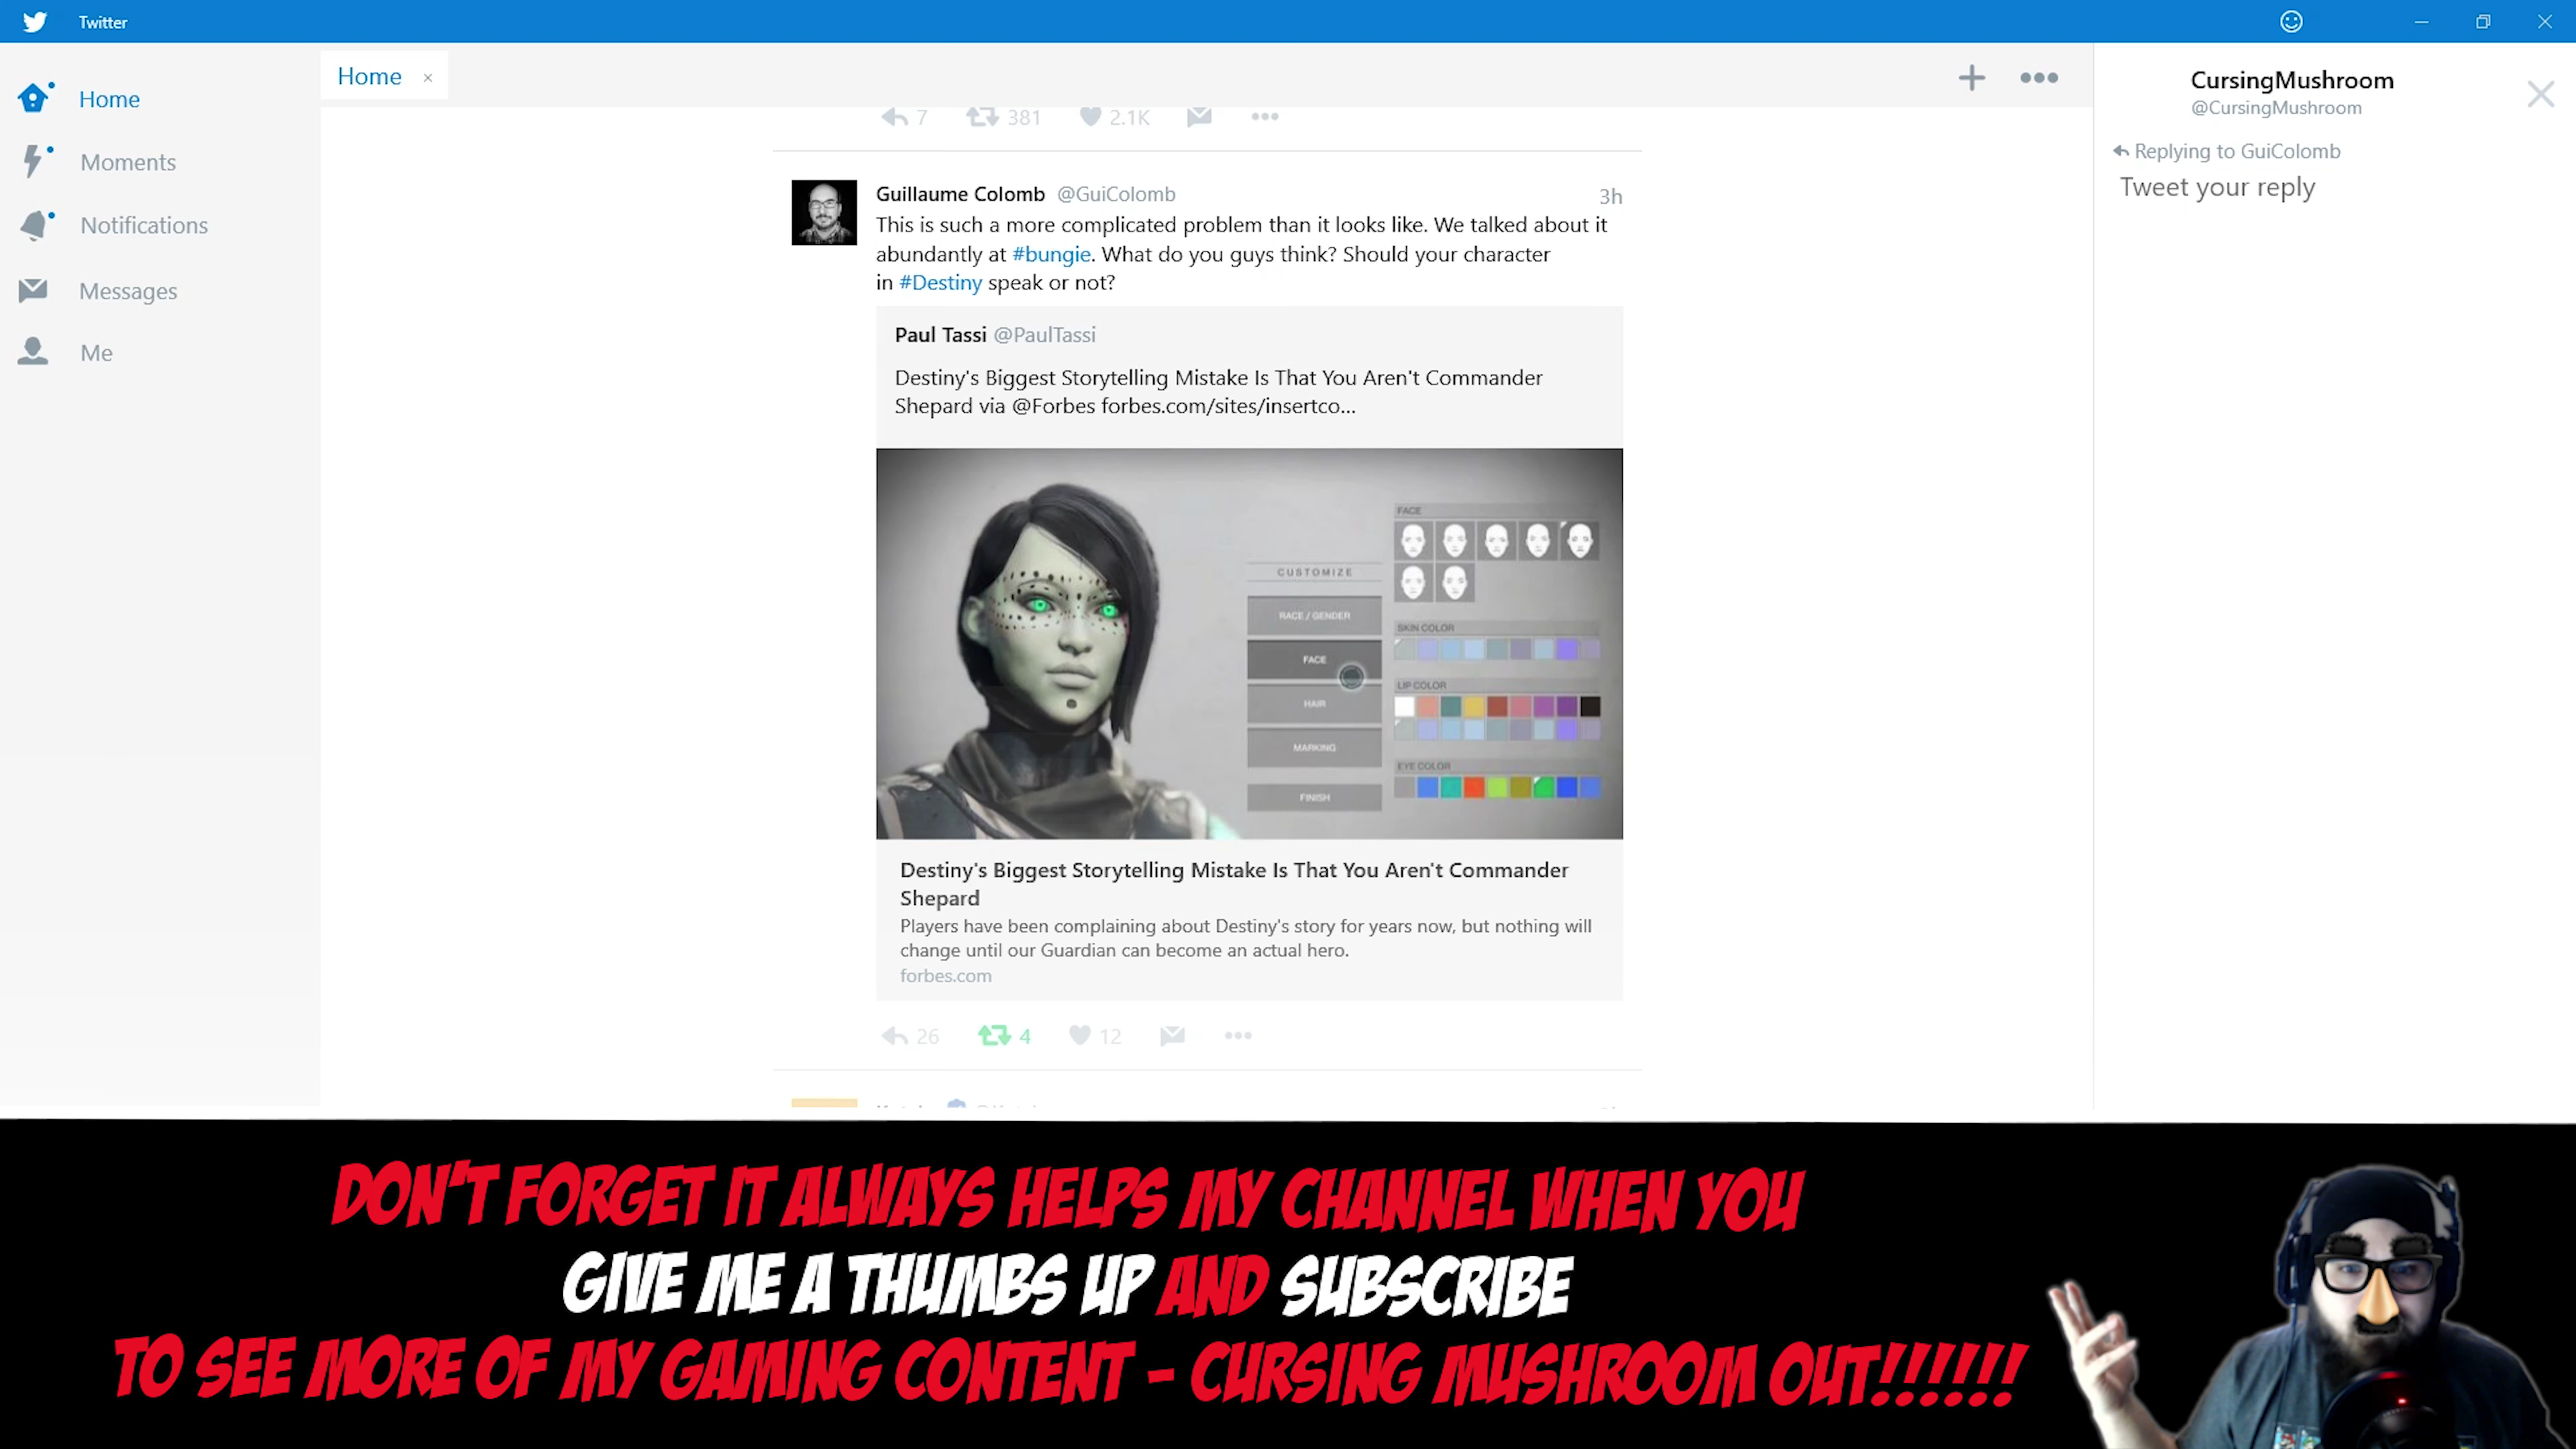 Twitter
Home
Moments
Notifications
Messages
Me
Home
7 381 2.1K
Guillaume Colomb @GuiColomb 3h
This is such a more complicated problem than it looks like. We talked about it
abundantly at #bungie. What do you guys think? Should your character
in #Destiny speak or not?
Paul Tassi @PaulTassi
Destiny's Biggest Storytelling Mistake Is That You Aren't Commander
Shepard via @Forbes forbes.com/sites/insertco...
CUSTOMIZE
RACE / GENDER
FACE
HAIR
MARKING
FINISH
FACE
SKIN COLOR
LIP COLOR
EYE COLOR
Destiny's Biggest Storytelling Mistake Is That You Aren't Commander
Shepard
Players have been complaining about Destiny's story for years now, but nothing will
change until our Guardian can become an actual hero.
forbes.com
26 4 12
CursingMushroom
@CursingMushroom
Replying to GuiColomb
Tweet your reply
DON'T FORGET IT ALWAYS HELPS MY CHANNEL WHEN YOU
GIVE ME A THUMBS UP AND SUBSCRIBE
TO SEE MORE OF MY GAMING CONTENT - CURSING MUSHROOM OUT!!!!!!